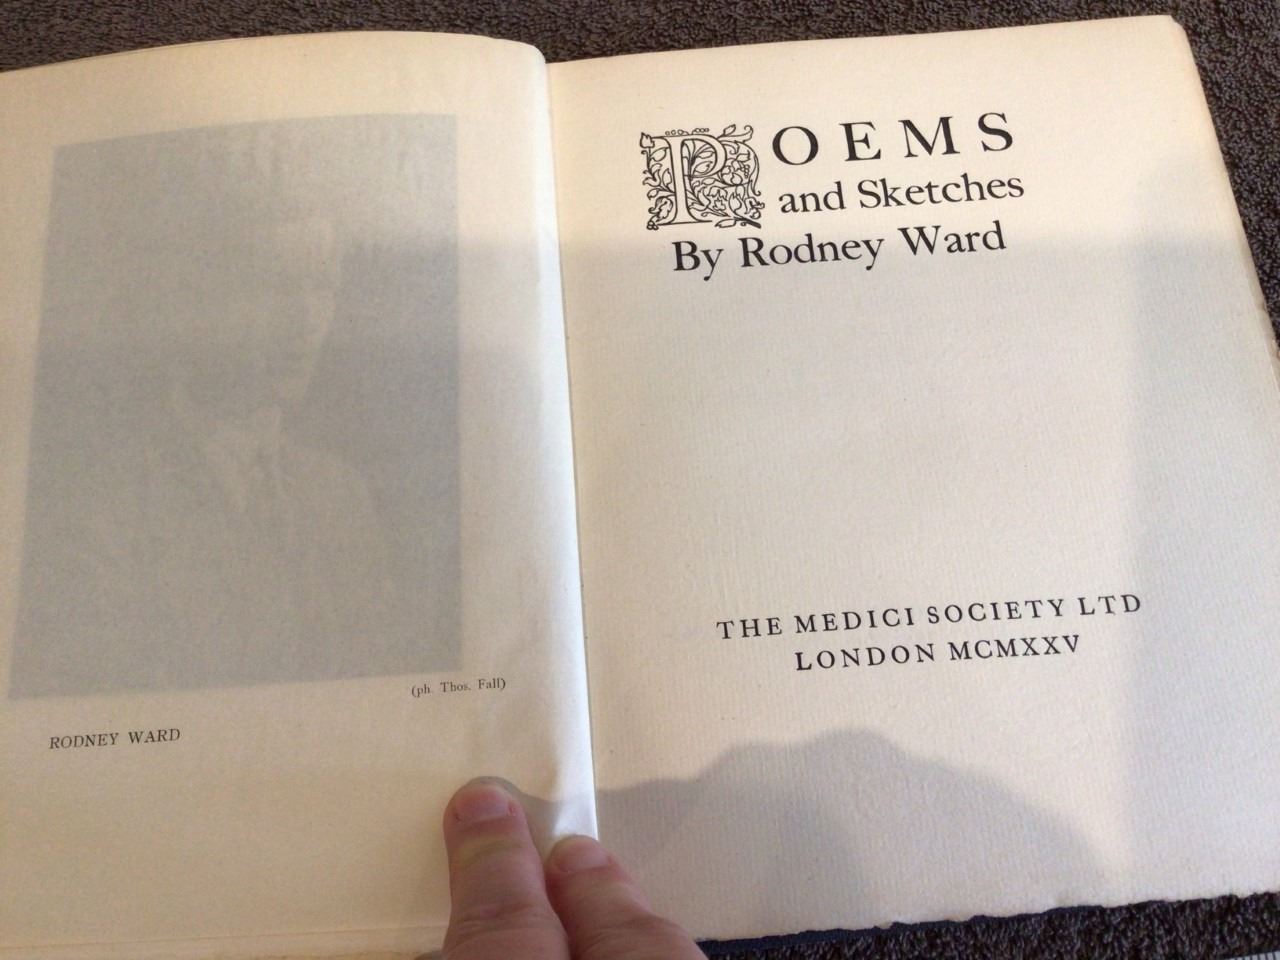 (ph. Thos. Fall)
RODNEY WARD
POEMS
and Sketches
By Rodney Ward
THE MEDICI SOCIETY LTD
LONDON MCMXXV